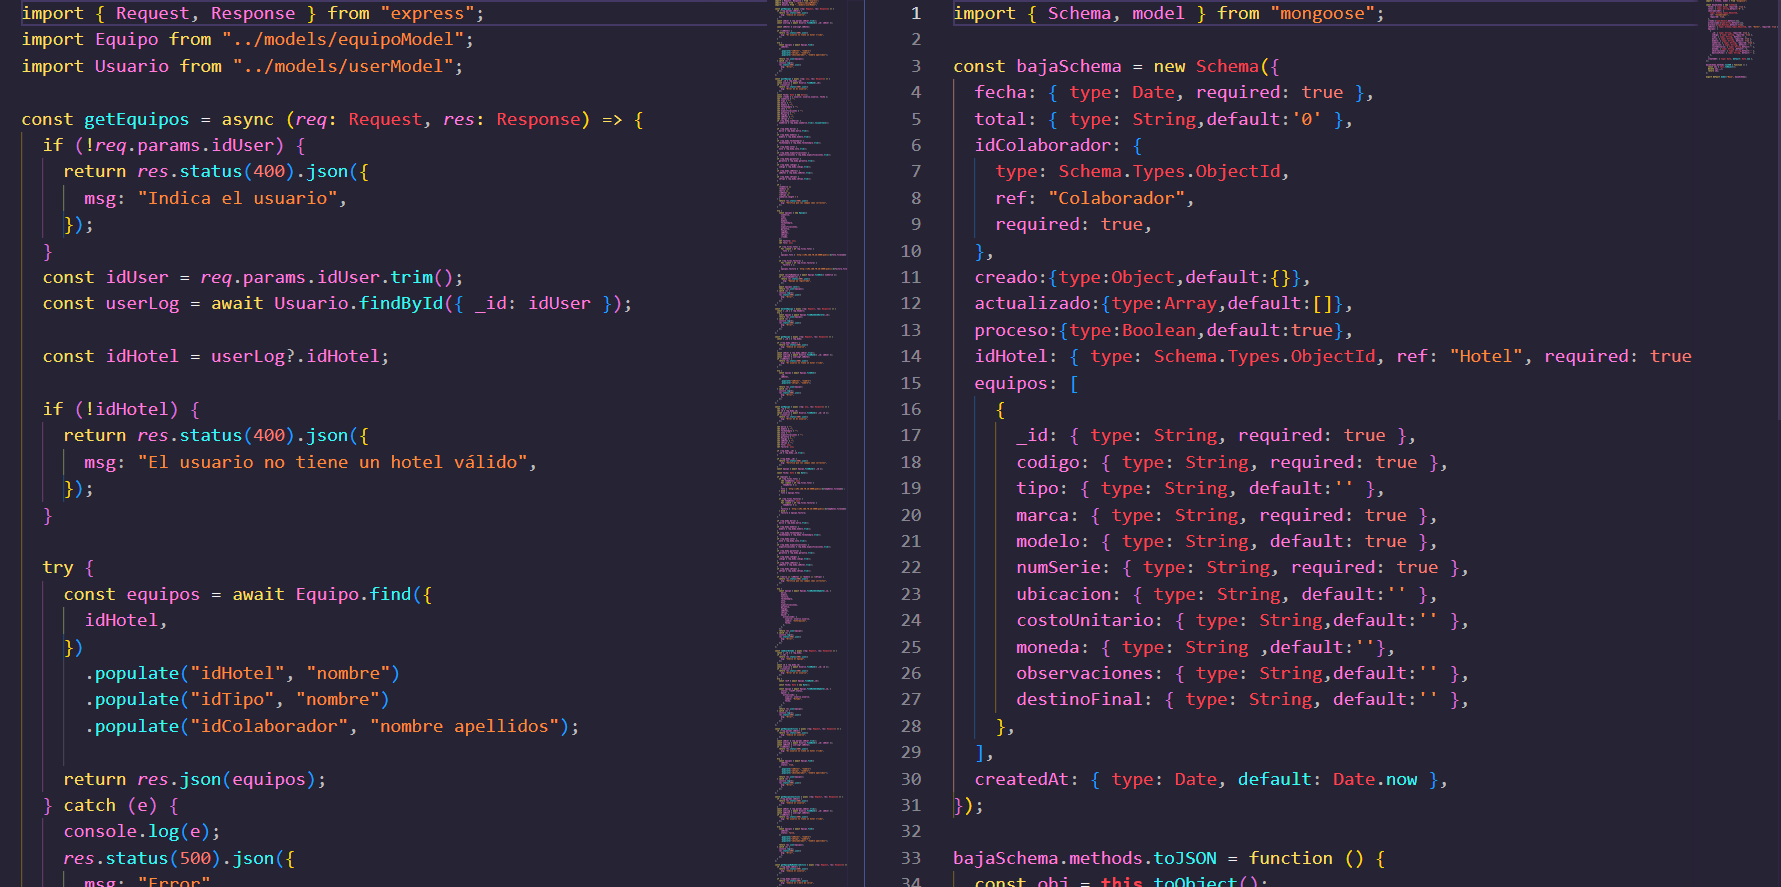 import { Request, Response } from "express";
import Equipo from "../models/equipoModel";
import Usuario from "../models/userModel";
const getEquipos = async (req: Request, res: Response) => {
if (!req.params.idUser) {
return res.status(400).json({
msg: "Indica el usuario",
});
}
const idUser = req.params.idUser.trim();
const userLog = await Usuario.findById({ _id: idUser });
const idHotel = userLog?.idHotel;
if (!idHotel) {
return res.status(400).json({
msg: "El usuario no tiene un hotel válido",
});
}
try {
const equipos = await Equipo.find({
idHotel,
})
.populate("idHotel", "nombre")
.populate("idTipo", "nombre")
.populate("idColaborador", "nombre apellidos");
return res.json(equipos);
} catch (e) {
console.log(e);
res.status(500).json({
msg: "Error"
1 import { Schema, model } from "mongoose";
2
3 const bajaSchema = new Schema({
4 fecha: { type: Date, required: true },
5 total: { type: String,default:'0' },
6 idColaborador: {
7 type: Schema.Types.ObjectId,
8 ref: "Colaborador",
9 required: true,
10 },
11 creado:{type:Object,default:{}},
12 actualizado:{type:Array,default:[]},
13 proceso:{type:Boolean,default:true},
14 idHotel: { type: Schema.Types.ObjectId, ref: "Hotel", required: true
15 equipos: [
16 {
17 _id: { type: String, required: true },
18 codigo: { type: String, required: true },
19 tipo: { type: String, default:'' },
20 marca: { type: String, required: true },
21 modelo: { type: String, default: true },
22 numSerie: { type: String, required: true },
23 ubicacion: { type: String, default:'' },
24 costoUnitario: { type: String,default:'' },
25 moneda: { type: String ,default:''},
26 observaciones: { type: String,default:'' },
27 destinoFinal: { type: String, default:'' },
28 },
29 ],
30 createdAt: { type: Date, default: Date.now },
31 });
32
33 bajaSchema.methods.toJSON = function () {
34 const obj = this.toObject();